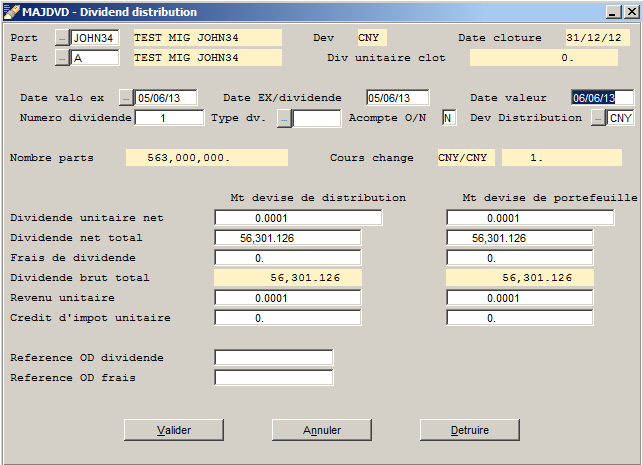 MAJDVD - Dividend distribution
Port ... JOHN34 TEST MIG JOHN34 Dev CNY Date cloture 31/12/12
Part ... A TEST MIG JOHN34 Div unitaire clot 0.
Date valo ex ... 05/06/13 Date EX/dividende 05/06/13 Date valeur 06/06/13
Numero dividende 1 Type dv. ... Acompte O/N N Dev Distribution ... CNY
Nombre parts 563,000,000. Cours change CNY/CNY 1.
Mt devise de distribution Mt devise de portefeuille
Dividende unitaire net 0.0001 0.0001
Dividende net total 56,301.126 56,301.126
Frais de dividende 0. 0.
Dividende brut total 56,301.126 56,301.126
Revenu unitaire 0.0001 0.0001
Credit d'impot unitaire 0. 0.
Reference OD dividende
Reference OD frais
Valider Annuler Detruire